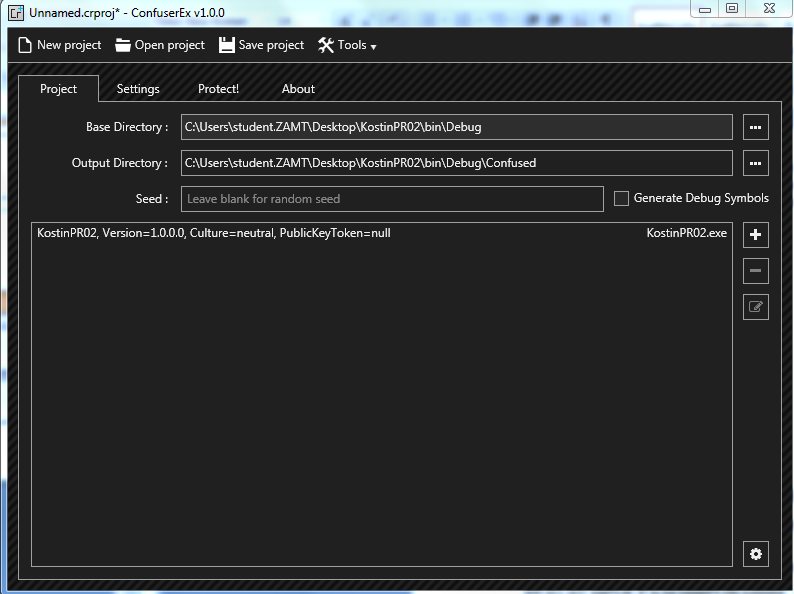 Unnamed.crproj* - ConfuserEx v1.0.0
New project Open project Save project Tools
Project Settings Protect! About
Base Directory : C:\Users\student.ZAMT\Desktop\KostinPR02\bin\Debug ...
Output Directory : C:\Users\student.ZAMT\Desktop\KostinPR02\bin\Debug\Confused ...
Seed : Leave blank for random seed Generate Debug Symbols
KostinPR02, Version=1.0.0.0, Culture=neutral, PublicKeyToken=null KostinPR02.exe